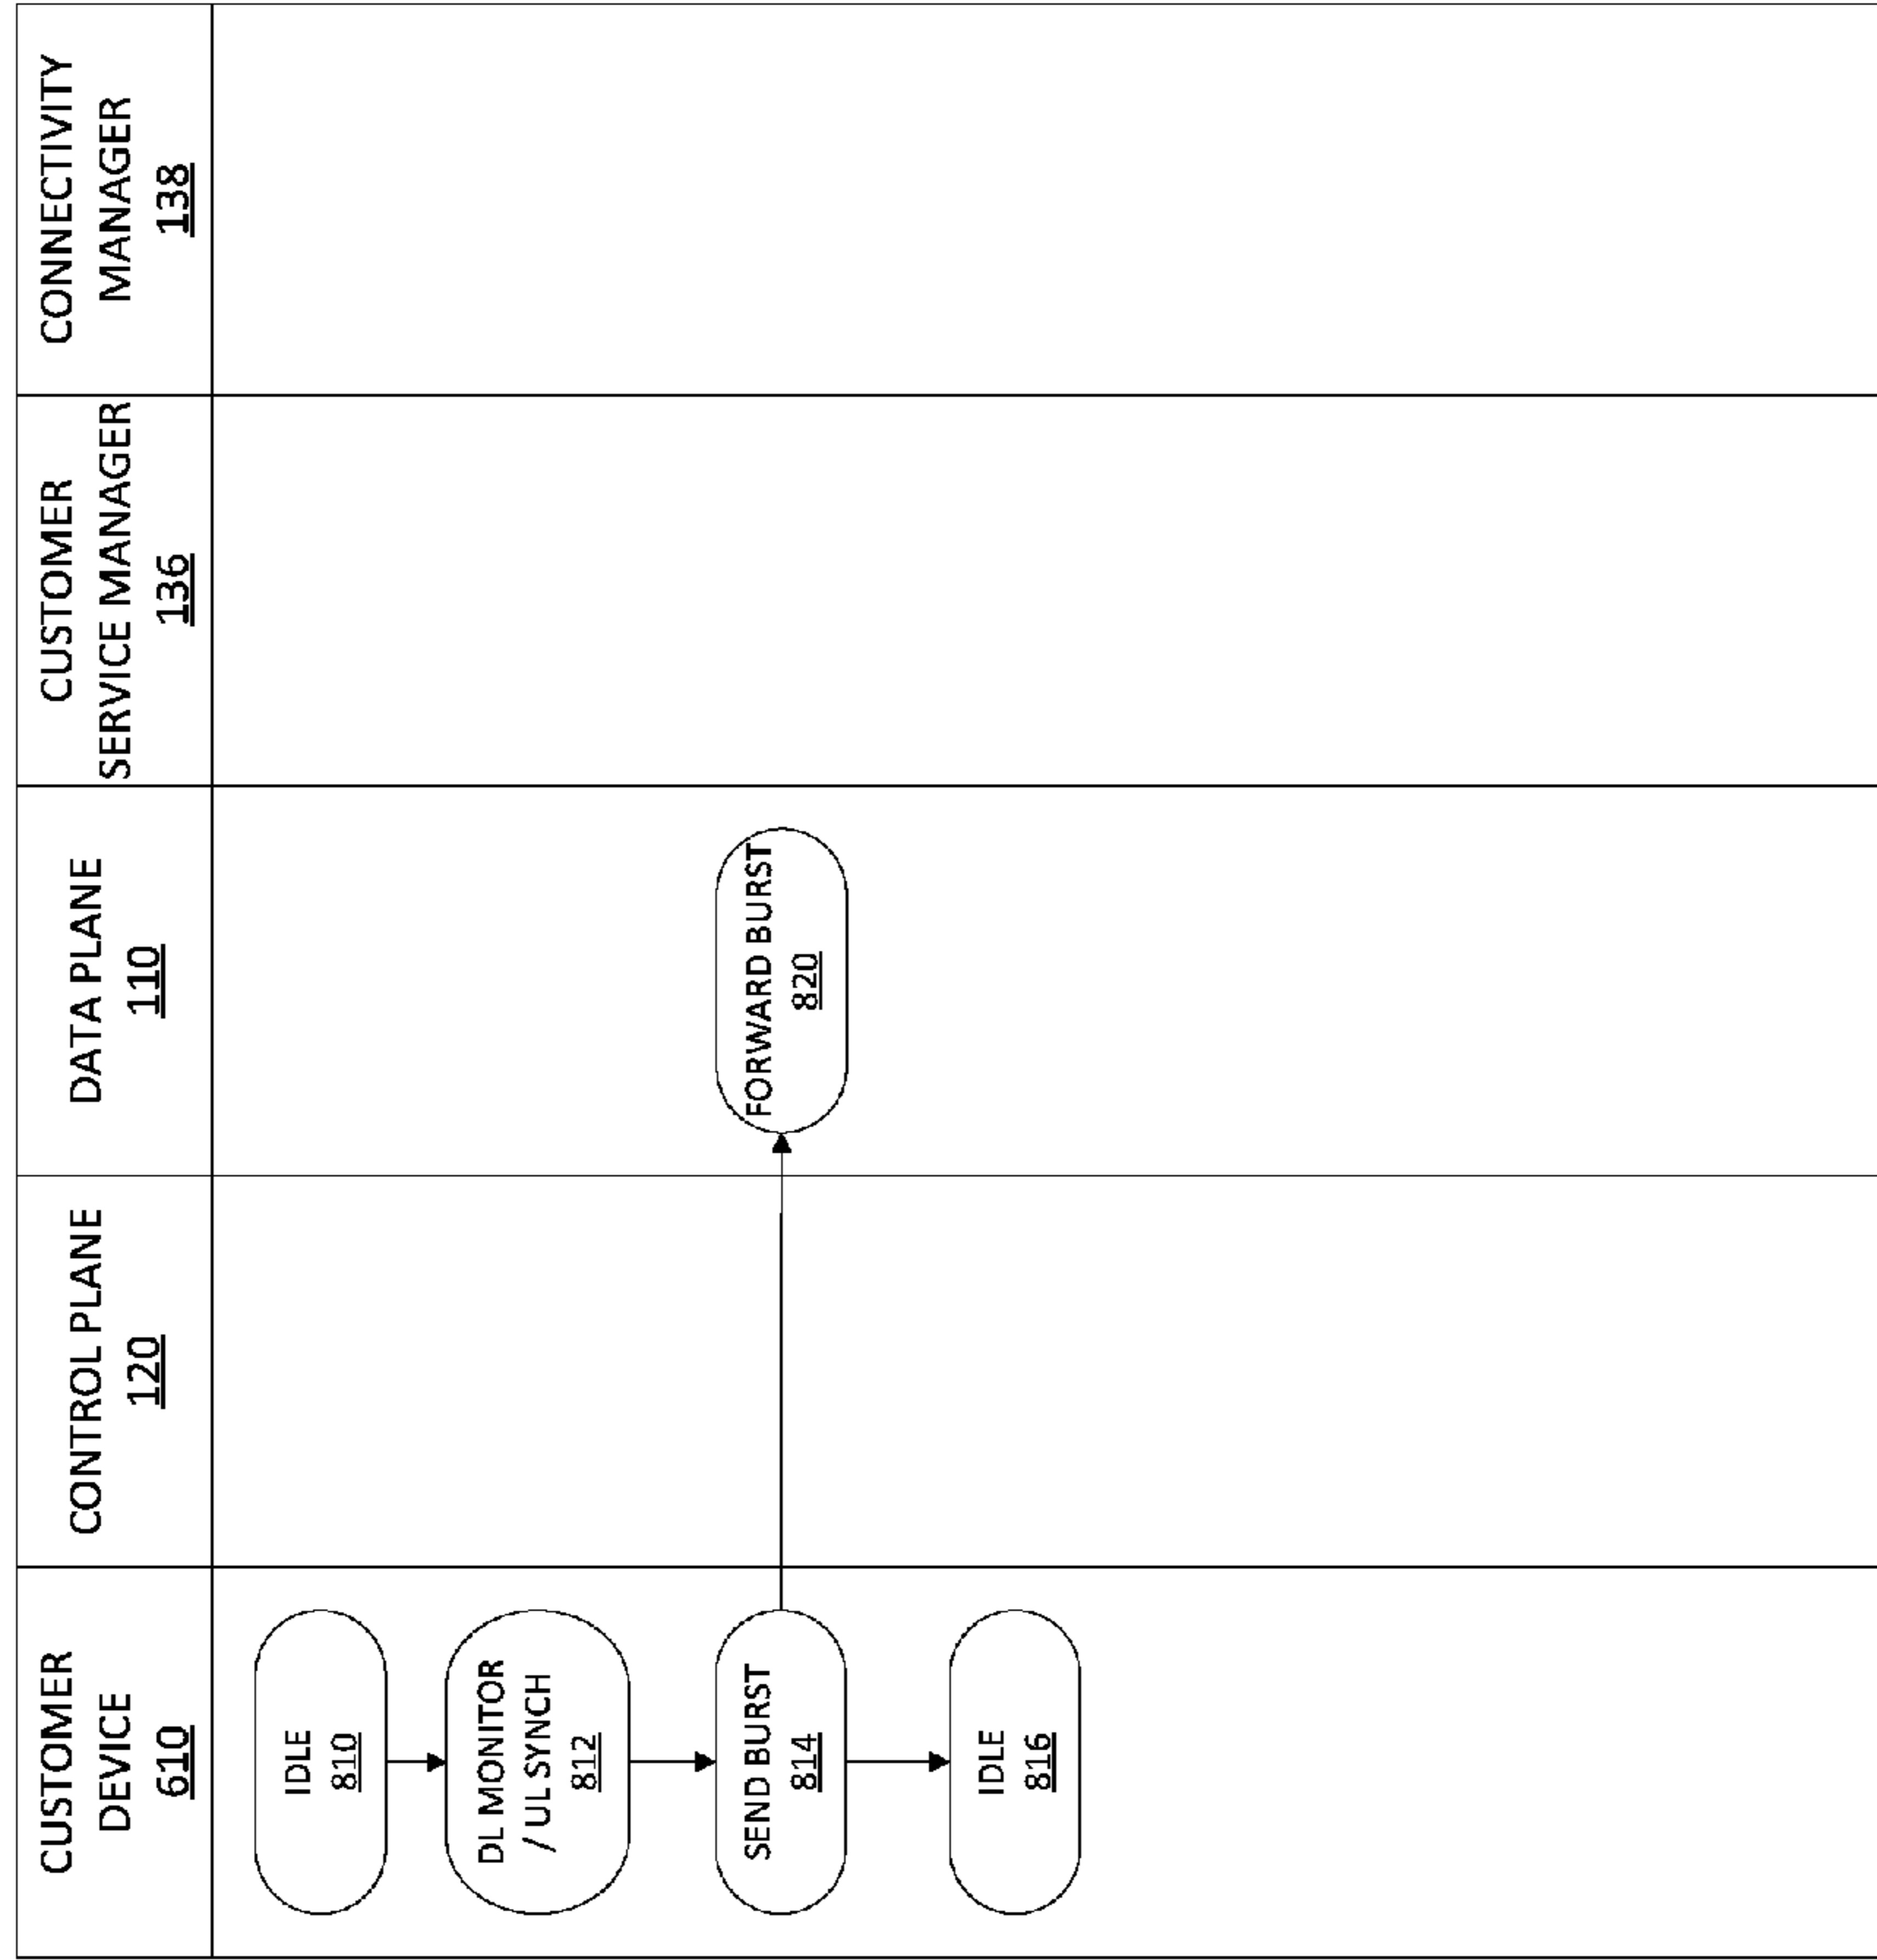 CUSTOMER
DEVICE
610
CONTROL PLANE
120
DATA PLANE
110
CUSTOMER
SERVICE MANAGER
136
CONNECTIVITY
MANAGER
138
IDLE
810
DL MONITOR
/ UL SYNCH
812
SEND BURST
814
FORWARD BURST
820
IDLE
816